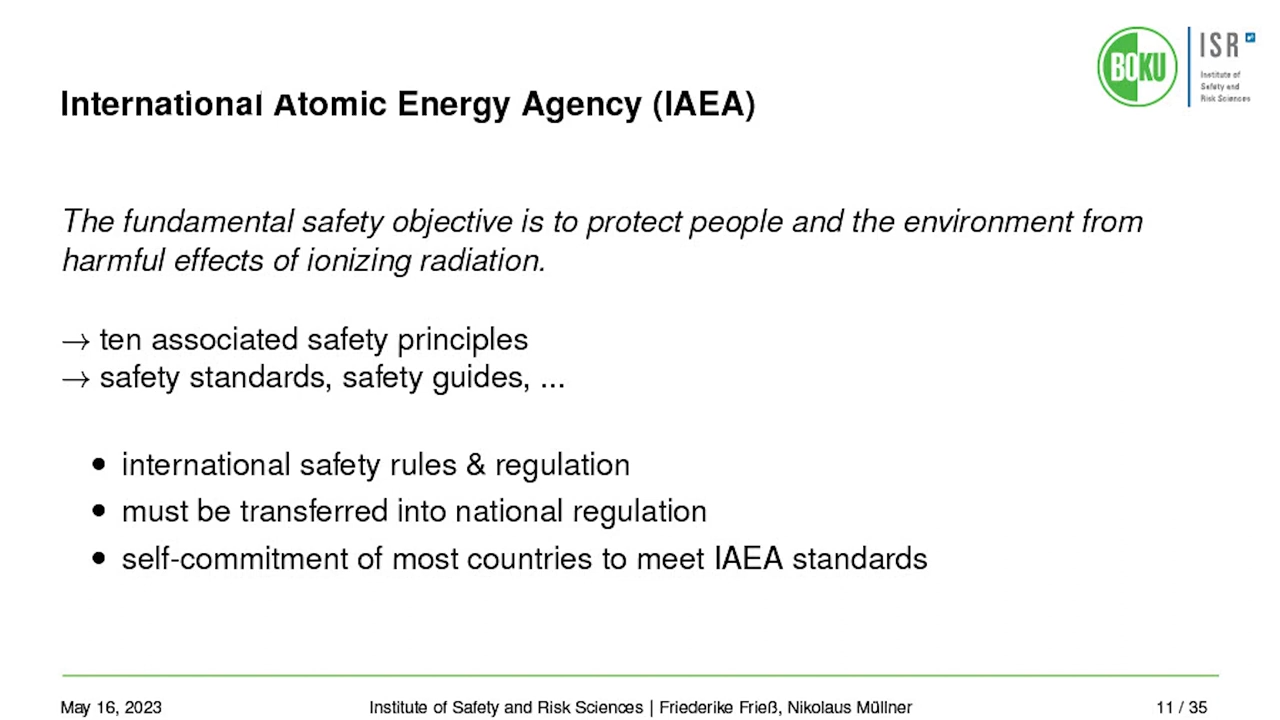 BOKU
ISR
Institute of
Safety and
Risk Sciences
International Atomic Energy Agency (IAEA)
The fundamental safety objective is to protect people and the environment from
harmful effects of ionizing radiation.
→ ten associated safety principles
→ safety standards, safety guides, ...
• international safety rules & regulation
• must be transferred into national regulation
• self-commitment of most countries to meet IAEA standards
May 16, 2023 Institute of Safety and Risk Sciences | Friederike Frieß, Nikolaus Müllner 11 / 35